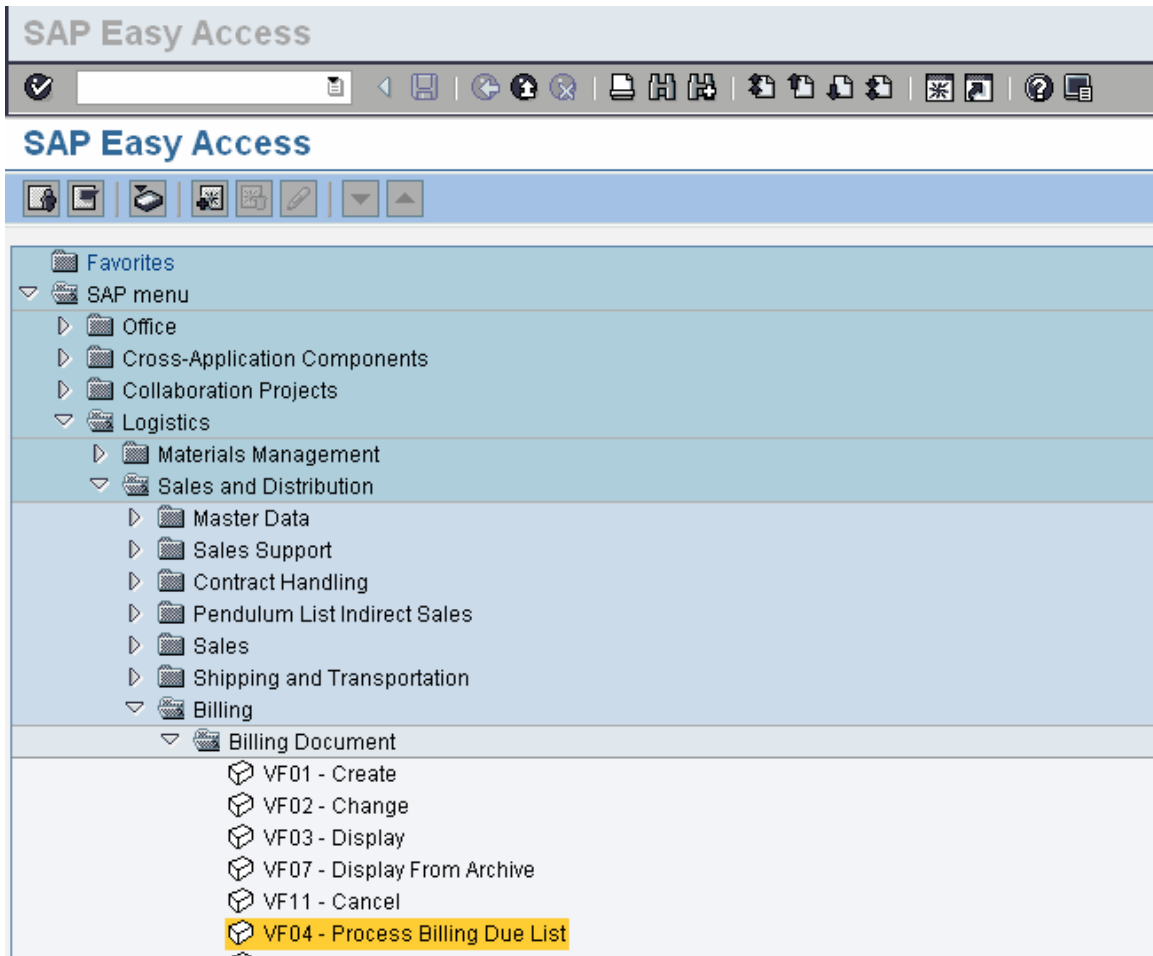 SAP Easy Access
SAP Easy Access
Favorites
SAP menu
Office
Cross-Application Components
Collaboration Projects
Logistics
Materials Management
Sales and Distribution
Master Data
Sales Support
Contract Handling
Pendulum List Indirect Sales
Sales
Shipping and Transportation
Billing
Billing Document
VF01 - Create
VF02 - Change
VF03 - Display
VF07 - Display From Archive
VF11 - Cancel
VF04 - Process Billing Due List